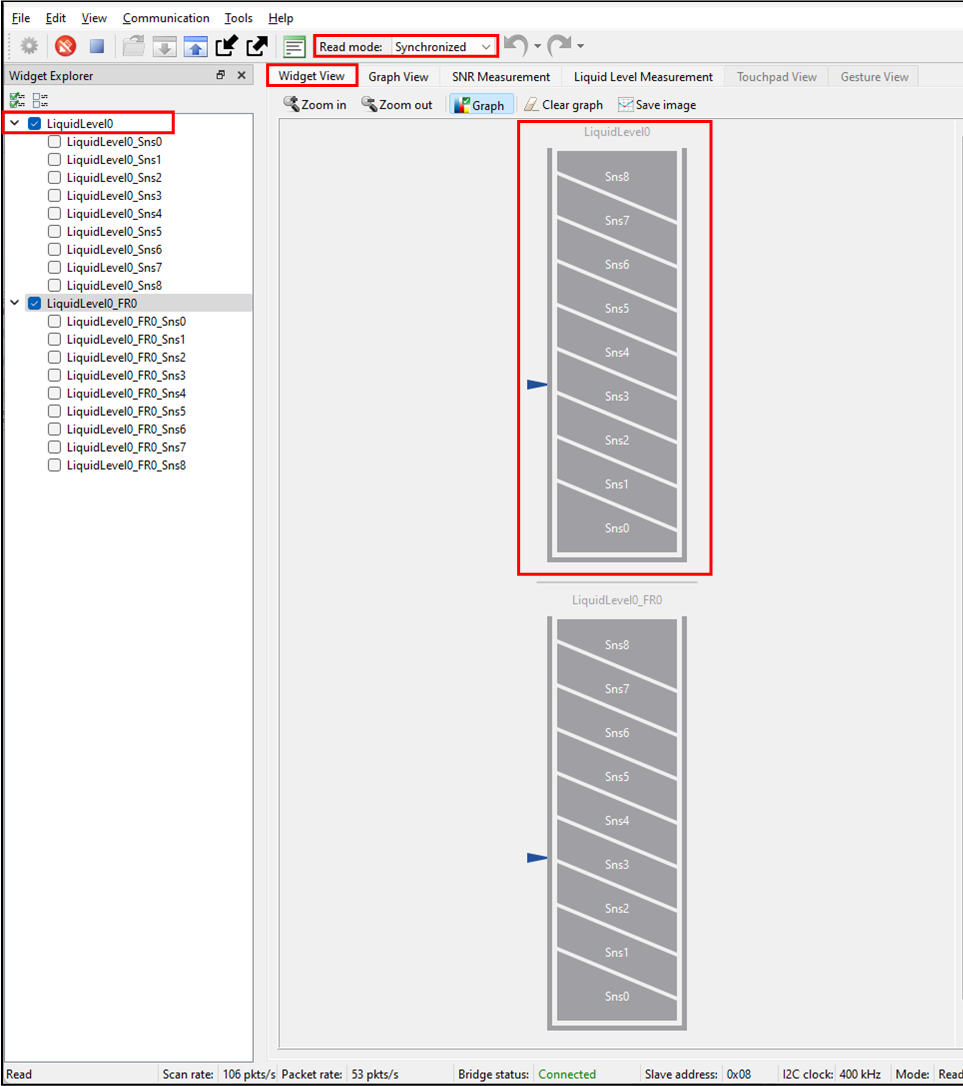 File Edit View Communication Tools Help
Read mode: Synchronized
Widget Explorer
Widget View Graph View SNR Measurement Liquid Level Measurement Touchpad View Gesture View
Zoom in Zoom out Graph Clear graph Save image
LiquidLevel0
LiquidLevel0_Sns0
LiquidLevel0_Sns1
LiquidLevel0_Sns2
LiquidLevel0_Sns3
LiquidLevel0_Sns4
LiquidLevel0_Sns5
LiquidLevel0_Sns6
LiquidLevel0_Sns7
LiquidLevel0_Sns8
LiquidLevel0_FR0
LiquidLevel0_FR0_Sns0
LiquidLevel0_FR0_Sns1
LiquidLevel0_FR0_Sns2
LiquidLevel0_FR0_Sns3
LiquidLevel0_FR0_Sns4
LiquidLevel0_FR0_Sns5
LiquidLevel0_FR0_Sns6
LiquidLevel0_FR0_Sns7
LiquidLevel0_FR0_Sns8
LiquidLevel0
Sns8
Sns7
Sns6
Sns5
Sns4
Sns3
Sns2
Sns1
Sns0
LiquidLevel0_FR0
Sns8
Sns7
Sns6
Sns5
Sns4
Sns3
Sns2
Sns1
Sns0
Read Scan rate: 106 pkts/s Packet rate: 53 pkts/s Bridge status: Connected Slave address: 0x08 I2C clock: 400 kHz Mode: Read